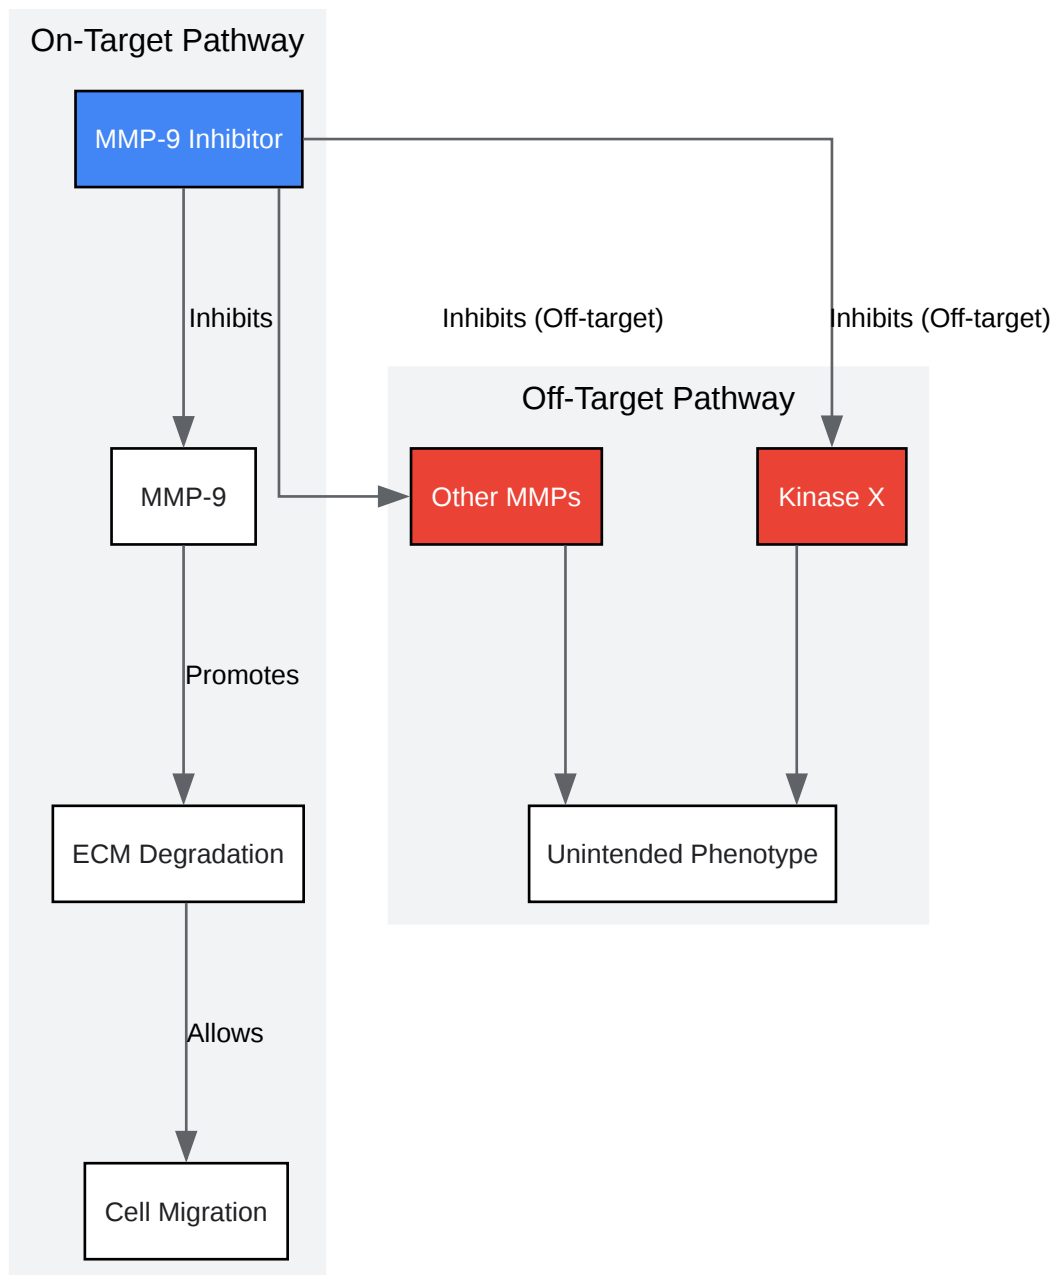 On-Target Pathway
MMP-9 Inhibitor
Inhibits
Inhibits (Off-target)
Inhibits (Off-target)
Off-Target Pathway
MMP-9
Other MMPs
Kinase X
Promotes
ECM Degradation
Unintended Phenotype
Allows
Cell Migration